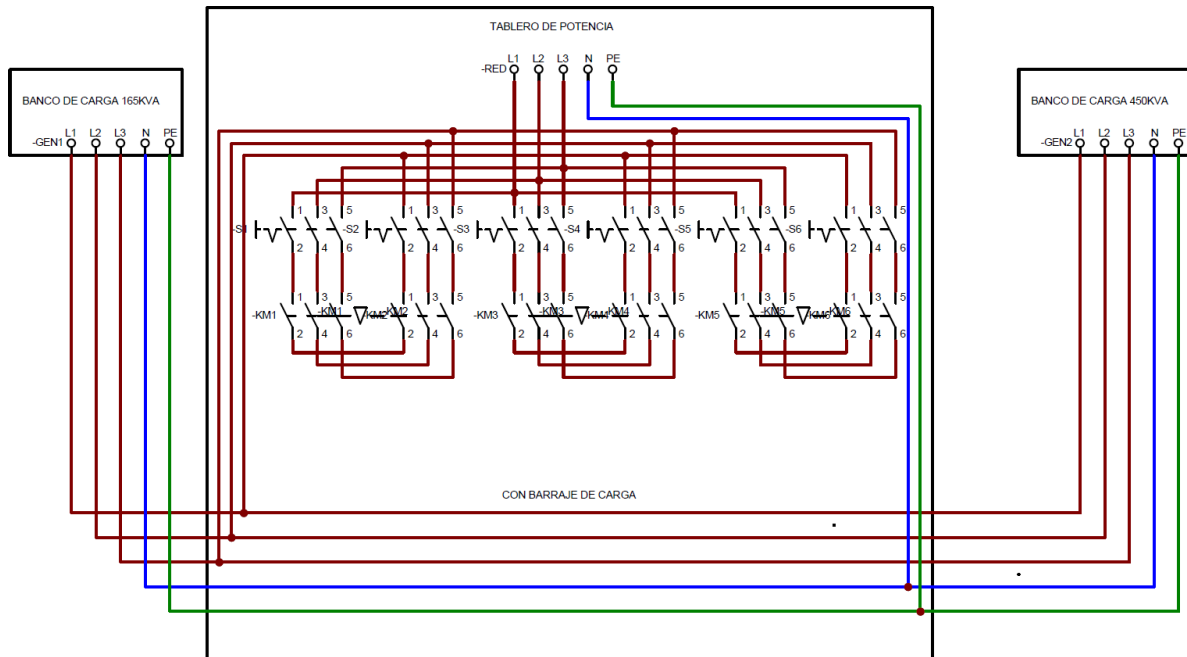 TABLERO DE POTENCIA
L1 L2 L3 N PE
-RED
BANCO DE CARGA 165KVA
L1 L2 L3 N PE
-GEN1
BANCO DE CARGA 450KVA
L1 L2 L3 N PE
-GEN2
1 3 5 1 3 5 1 3 5 1 3 5 1 3 5 1 3 5
-S1 -S2 -S3 -S4 -S5 -S6
2 4 6 2 4 6 2 4 6 2 4 6 2 4 6 2 4 6
1 3 5 1 3 5 1 3 5 1 3 5 1 3 5 1 3 5
-KM1 -KM1 -KM2 -KM2 -KM3 -KM3 -KM4 -KM4 -KM5 -KM5 -KM6 -KM6
2 4 6 2 4 6 2 4 6 2 4 6 2 4 6 2 4 6
CON BARRAJE DE CARGA